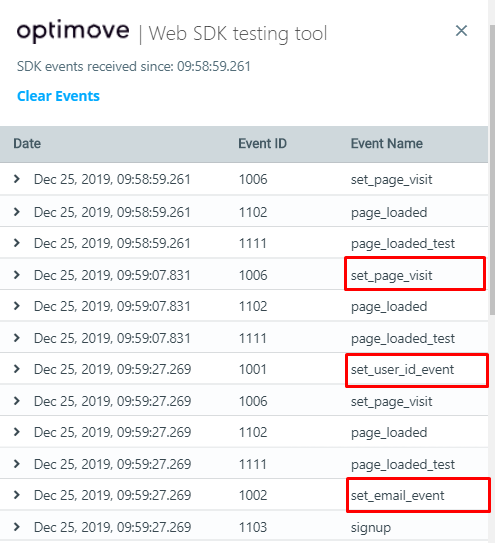 optimove | Web SDK testing tool
SDK events received since: 09:58:59.261
Clear Events
Date Event ID Event Name
Dec 25, 2019, 09:58:59.261 1006 set_page_visit
Dec 25, 2019, 09:58:59.261 1102 page_loaded
Dec 25, 2019, 09:58:59.261 1111 page_loaded_test
Dec 25, 2019, 09:59:07.831 1006 set_page_visit
Dec 25, 2019, 09:59:07.831 1102 page_loaded
Dec 25, 2019, 09:59:07.831 1111 page_loaded_test
Dec 25, 2019, 09:59:27.269 1001 set_user_id_event
Dec 25, 2019, 09:59:27.269 1006 set_page_visit
Dec 25, 2019, 09:59:27.269 1102 page_loaded
Dec 25, 2019, 09:59:27.269 1111 page_loaded_test
Dec 25, 2019, 09:59:27.269 1002 set_email_event
Dec 25, 2019, 09:59:27.269 1103 signup